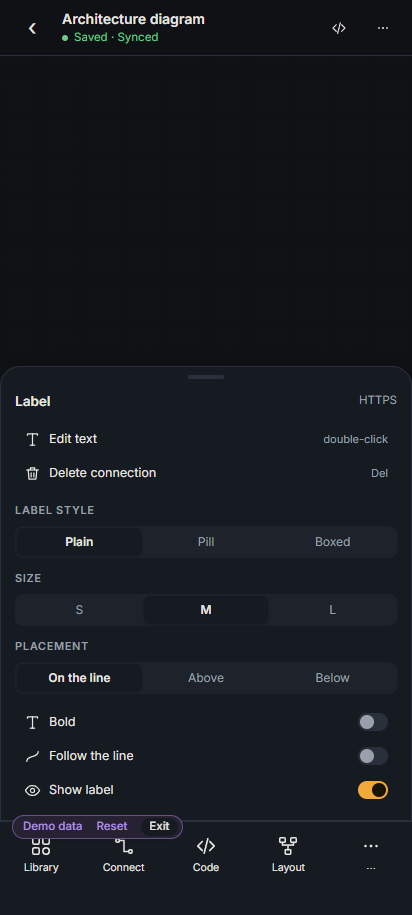 Architecture diagram
Saved · Synced
Label HTTPS
Edit text double-click
Delete connection Del
LABEL STYLE
Plain Pill Boxed
SIZE
S M L
PLACEMENT
On the line Above Below
Bold
Follow the line
Show label
Demo data Reset Exit
Library Connect Code Layout ...